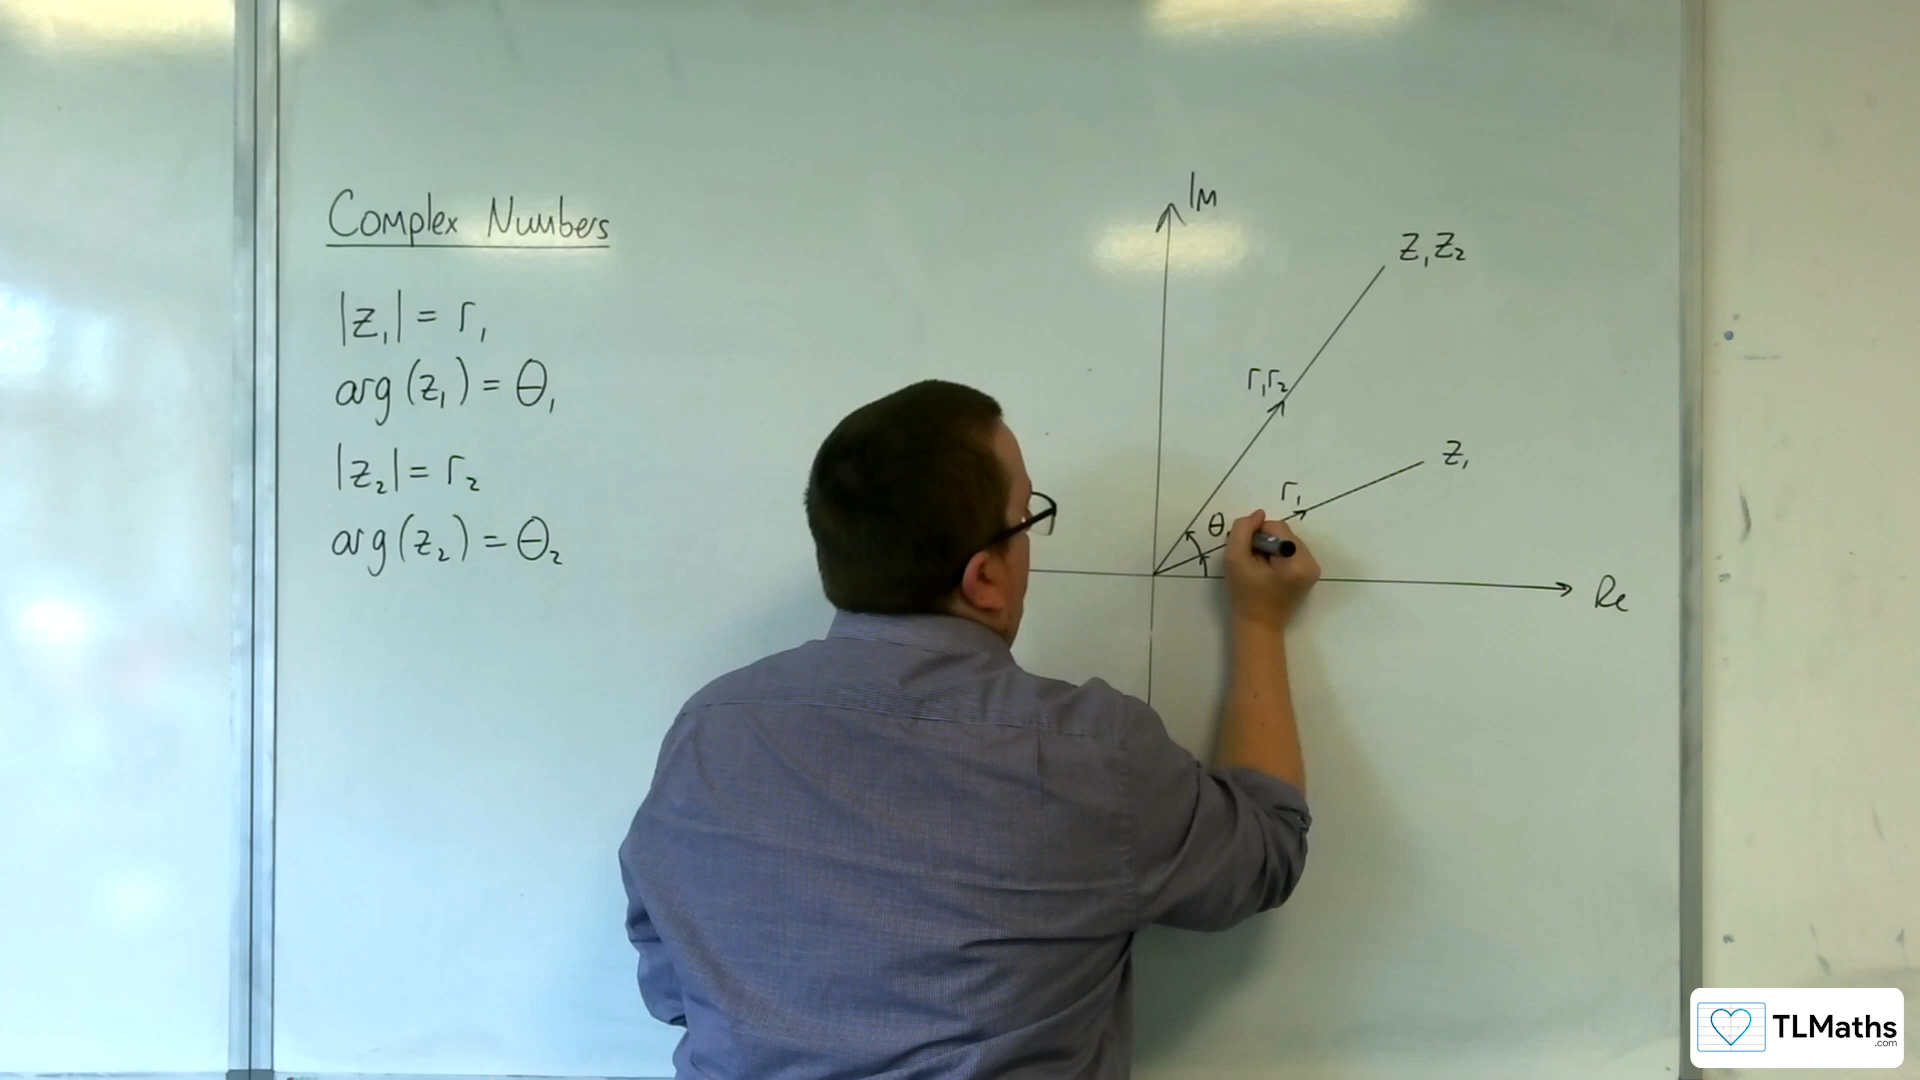 Complex Numbers
|z₁| = r₁
arg(z₁) = θ₁
|z₂| = r₂
arg(z₂) = θ₂
Im
z₁z₂
r₁r₂
z₁
r₁
θ
Re
TLMaths
.com